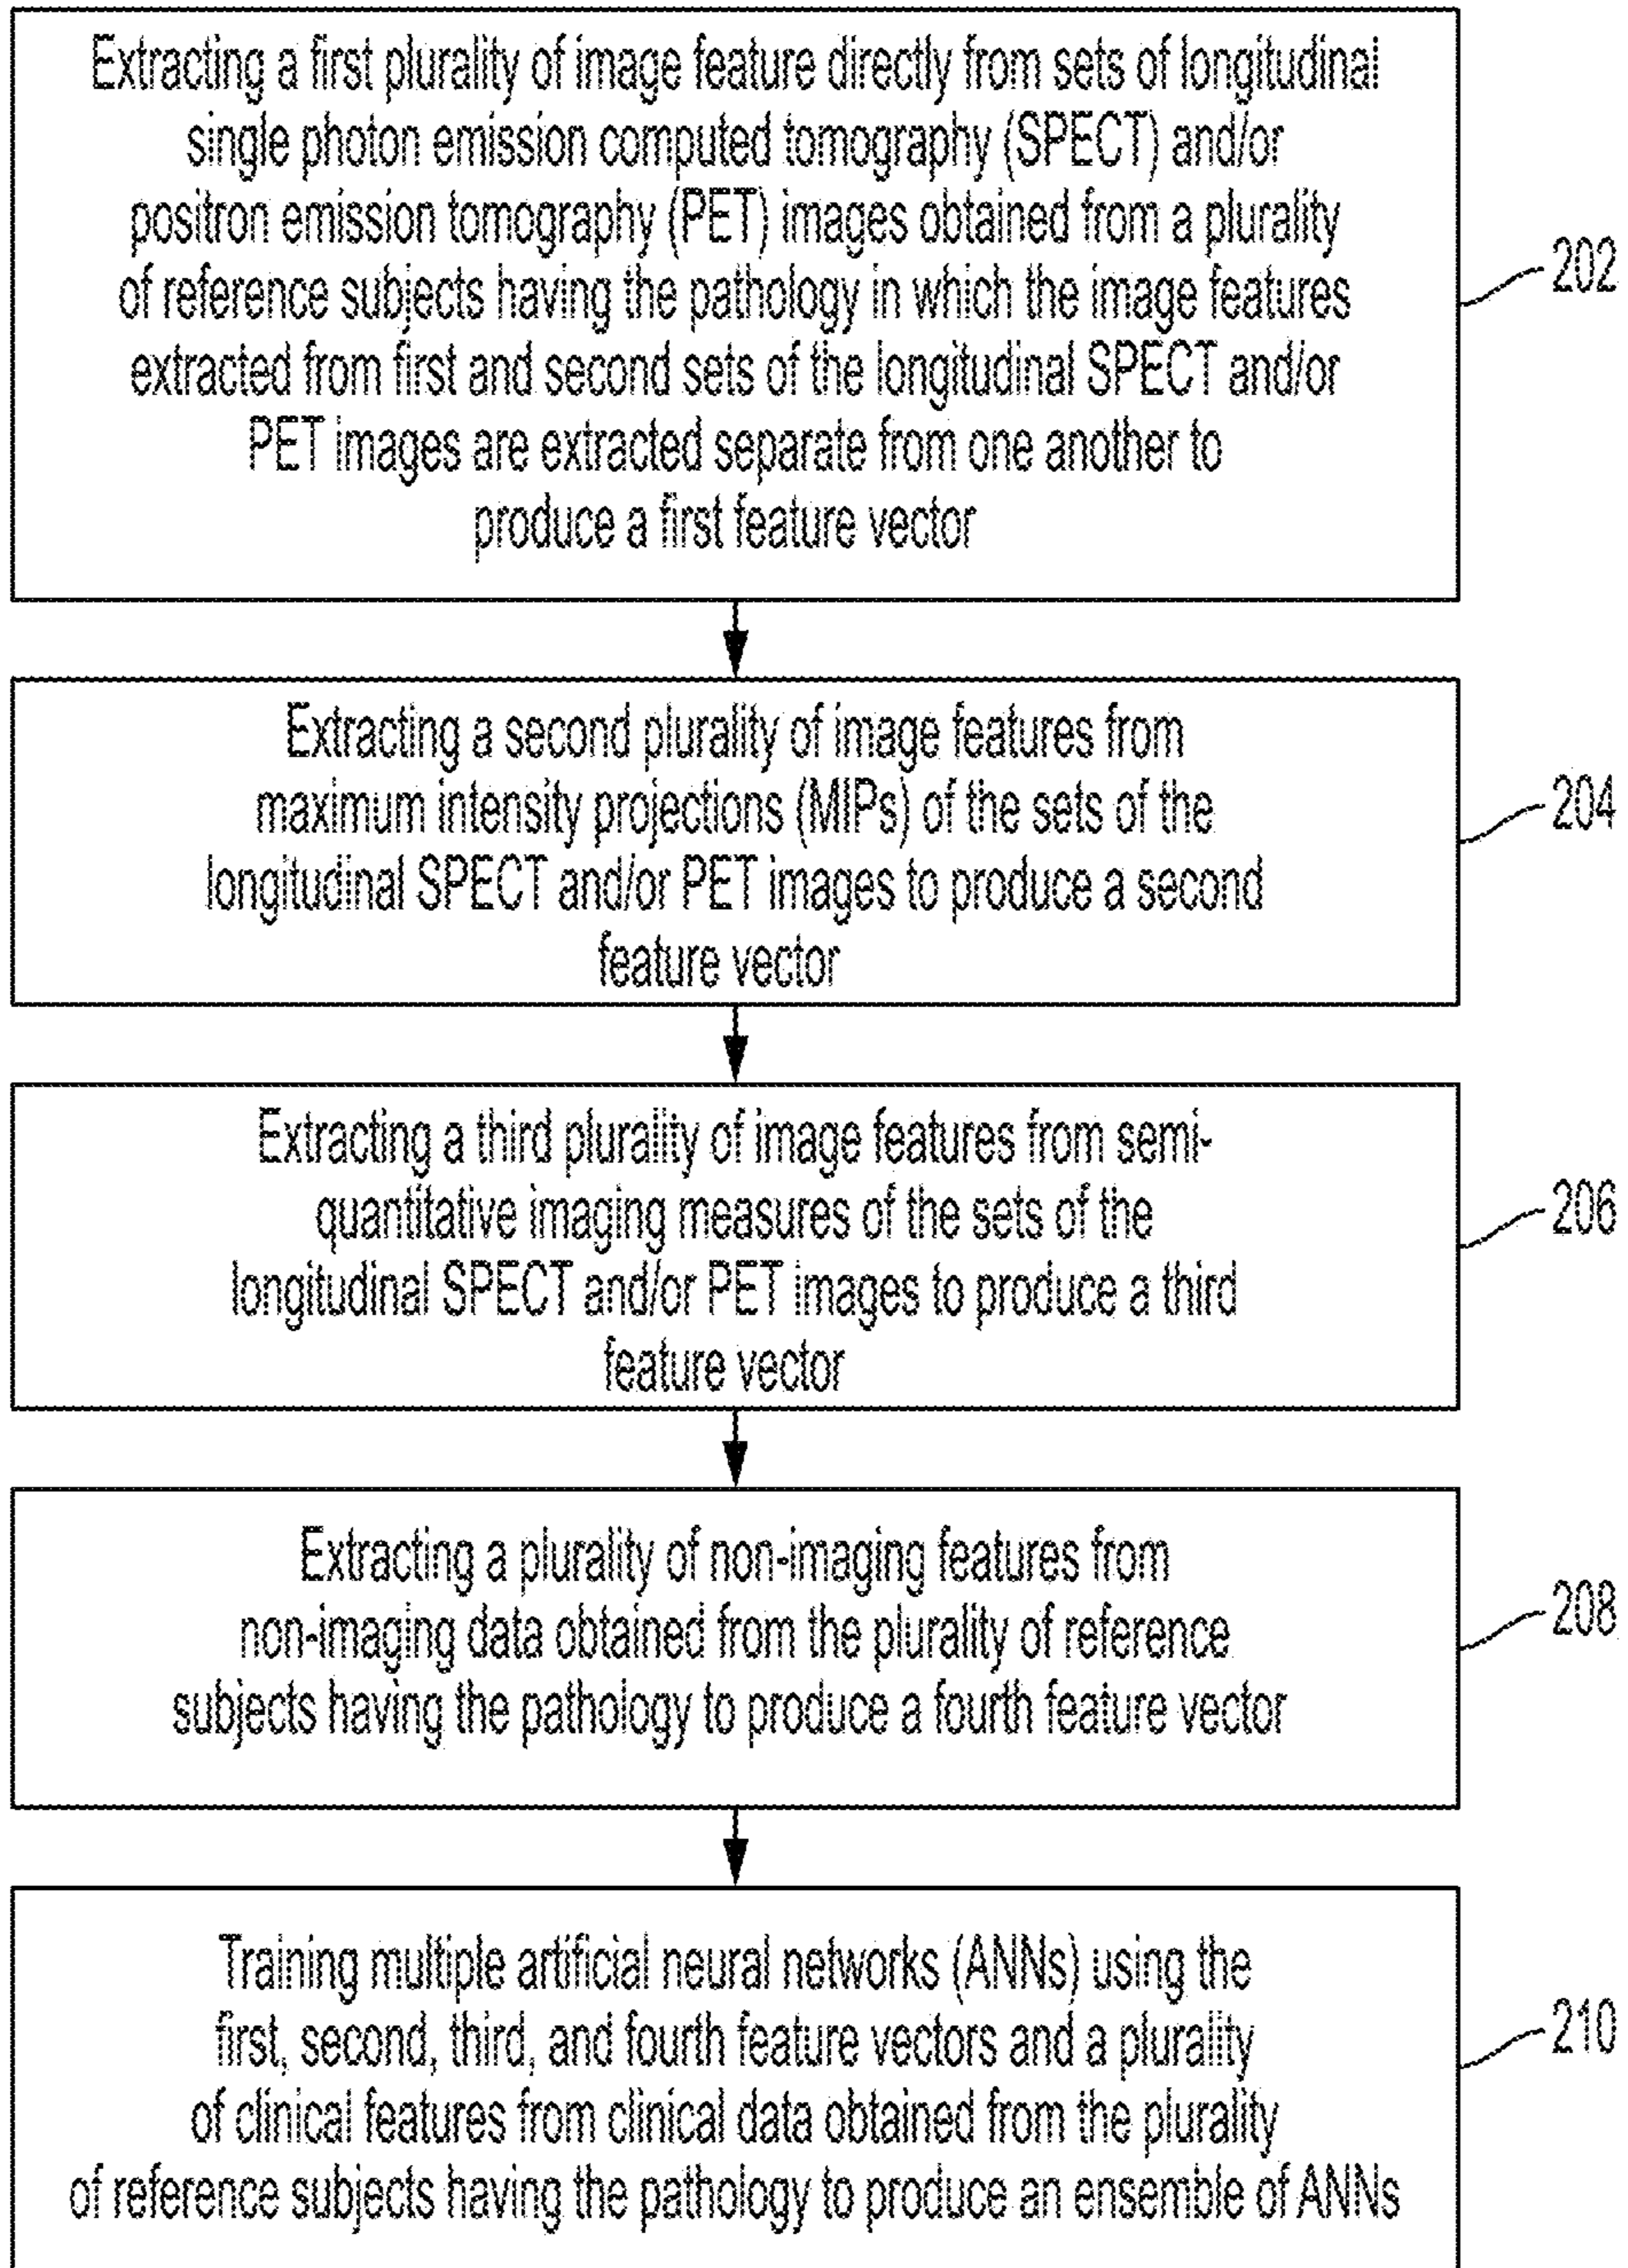 Extracting a first plurality of image feature directly from sets of longitudinal
single photon emission computed tomography (SPECT) and/or
positron emission tomography (PET) images obtained from a plurality
of reference subjects having the pathology in which the image features
extracted from first and second sets of the longitudinal SPECT and/or
PET images are extracted separate from one another to
produce a first feature vector
202
Extracting a second plurality of image features from
maximum intensity projections (MIPs) of the sets of the
longitudinal SPECT and/or PET images to produce a second
feature vector
204
Extracting a third plurality of image features from semi-
quantitative imaging measures of the sets of the
longitudinal SPECT and/or PET images to produce a third
feature vector
206
Extracting a plurality of non-imaging features from
non-imaging data obtained from the plurality of reference
subjects having the pathology to produce a fourth feature vector
208
Training multiple artificial neural networks (ANNs) using the
first, second, third, and fourth feature vectors and a plurality
of clinical features from clinical data obtained from the plurality
of reference subjects having the pathology to produce an ensemble of ANNs
210